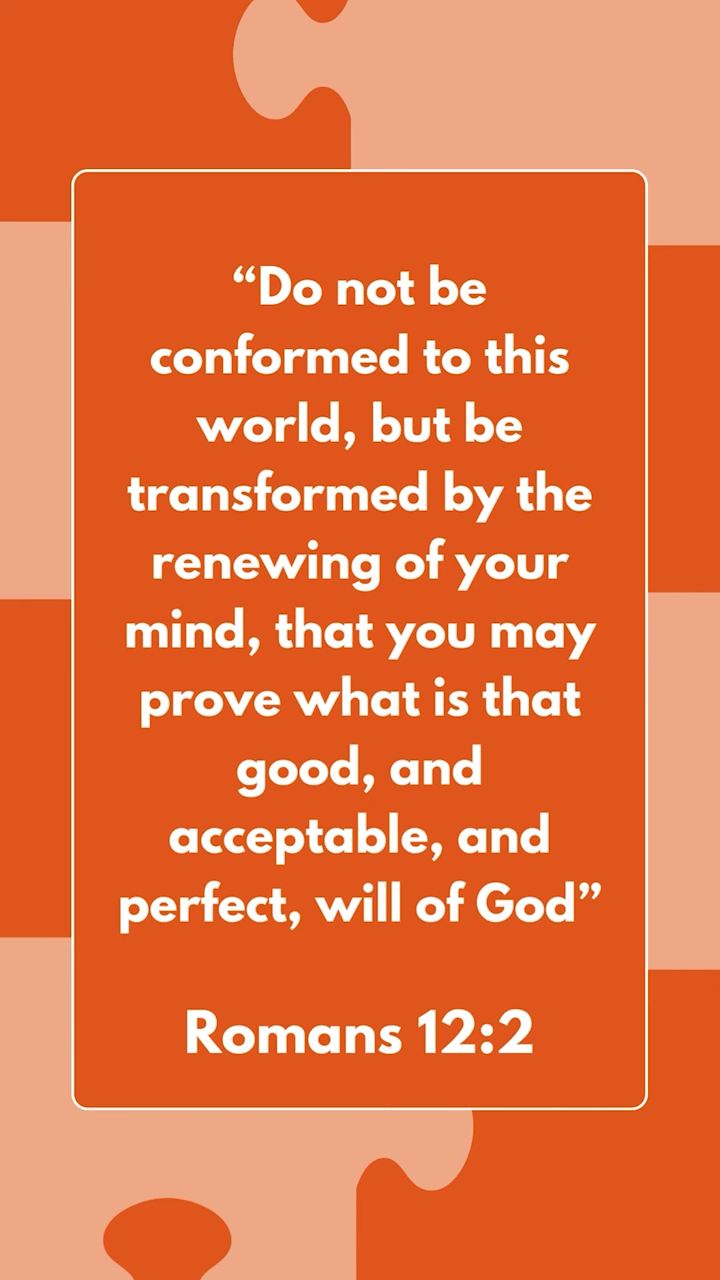 “Do not be
conformed to this
world, but be
transformed by the
renewing of your
mind, that you may
prove what is that
good, and
acceptable, and
perfect, will of God”
Romans 12:2